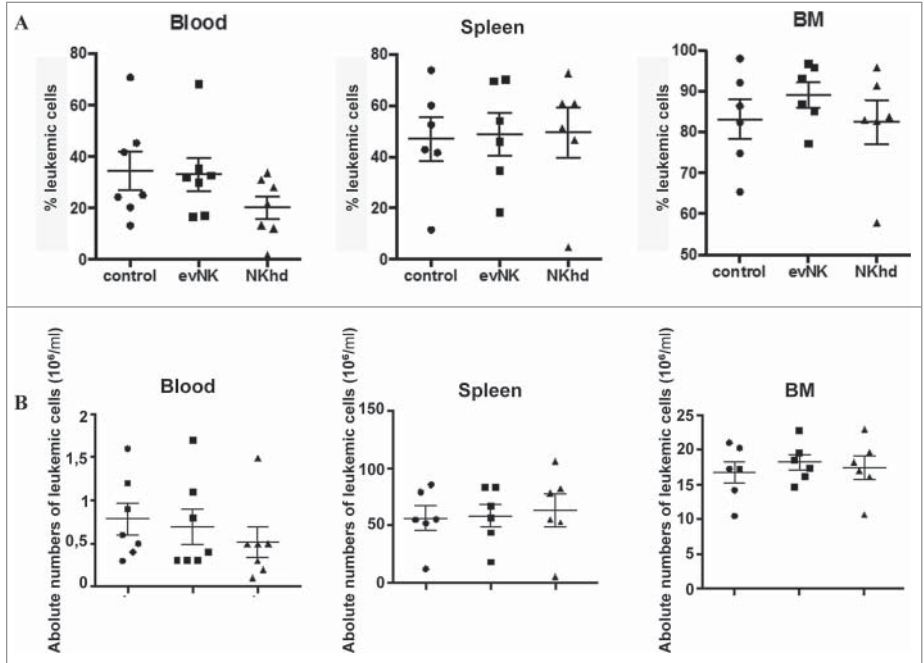 A
Blood
% leukemic cells
80
60
40
20
0
control evNK NKhd
Spleen
% leukemic cells
80
60
40
20
0
control evNK NKhd
BM
% leukemic cells
100
90
80
70
60
50
control evNK NKhd
B
Blood
Abolute numbers of leukemic cells (10⁶/ml)
2
1,5
1
0,5
0
Spleen
Abolute numbers of leukemic cells (10⁶/ml)
150
100
50
0
BM
Abolute numbers of leukemic cells (10⁶/ml)
25
20
15
10
5
0